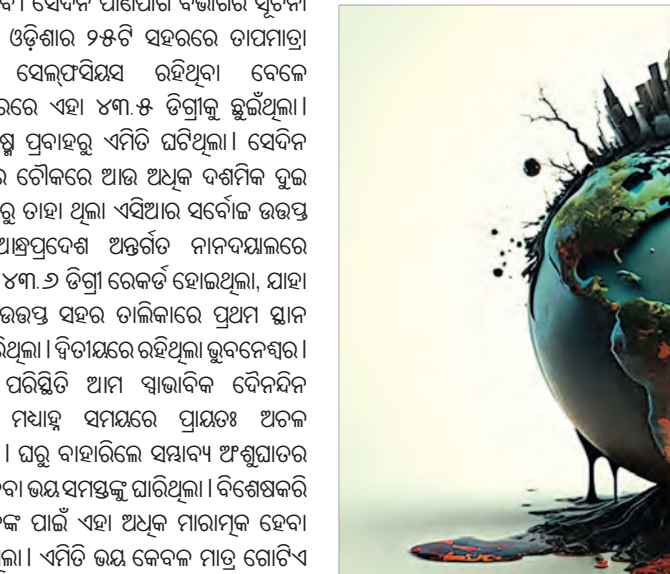 ସେଦିନ ପାଣିପାଗ ବିଭାଗର ସୂଚନା
ଓଡ଼ିଶାର ୨୫ଟି ସହରରେ ତାପମାତ୍ରା
ସେଲ୍‌ଫସିୟସ ରହିଥିବା ବେଳେ
ଏହା ୪୩.୫ ଡିଗ୍ରୀକୁ ଛୁଇଁଥିଲା।
ପ୍ରବାହରୁ ଏମିତି ଘଟିଥିଲା। ସେଦିନ
ଚୌକରେ ଆଉ ଅଧିକ ଦଶମିକ ଦୁଇ
ତାହା ଥିଲା ଏସିଆର ସର୍ବୋଚ୍ଚ ଉତ୍ତପ୍ତ
ଆନ୍ଧ୍ରପ୍ରଦେଶ ଅନ୍ତର୍ଗତ ନାନଦୟାଲରେ
୪୩.୬ ଡିଗ୍ରୀ ରେକର୍ଡ ହୋଇଥିଲା, ଯାହା
ଉତ୍ତପ୍ତ ସହର ତାଲିକାରେ ପ୍ରଥମ ସ୍ଥାନ
। ଦ୍ୱିତୀୟରେ ରହିଥିଲା ଭୁବନେଶ୍ୱର।
ପରିସ୍ଥିତି ଆମ ସ୍ୱାଭାବିକ ଦୈନନ୍ଦିନ
ମଧ୍ୟାହ୍ନ ସମୟରେ ପ୍ରାୟତଃ ଅଚଳ
। ଘରୁ ବାହାରିଲେ ସମ୍ଭାବ୍ୟ ଅଂଶୁଘାତର
ଭୟ ସମସ୍ତଙ୍କୁ ଘାରିଥିଲା। ବିଶେଷକରି
ପାଇଁ ଏହା ଅଧିକ ମାରାତ୍ମକ ହେବା
। ଏମିତି ଭୟ କେବଳ ମାତ୍ର ଗୋଟିଏ